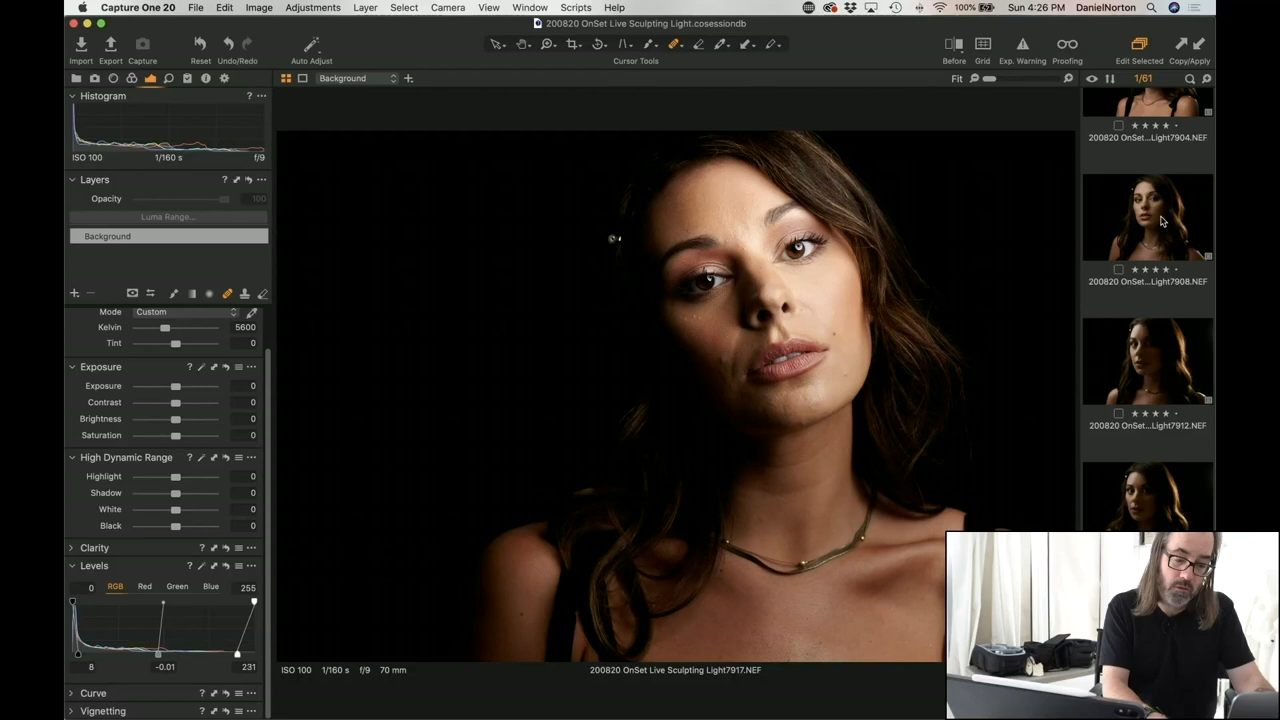 Capture One 20 File Edit Image Adjustments Layer Select Camera View Window Scripts Help 100% Sun 4:26 PM DanielNorton
200820 OnSet Live Sculpting Light.cosessiondb
Import Export Capture Reset Undo/Redo Auto Adjust Cursor Tools Before Grid Exp. Warning Proofing Edit Selected Copy/Apply
Background Fit 1/61
Histogram
ISO 100 1/160 s f/9
Layers
Opacity 100
Luma Range...
Background
Mode Custom
Kelvin 5600
Tint 0
Exposure
Exposure 0
Contrast 0
Brightness 0
Saturation 0
High Dynamic Range
Highlight 0
Shadow 0
White 0
Black 0
Clarity
Levels
0 RGB Red Green Blue 255
8 -0.01 231
Curve
Vignetting
ISO 100 1/160 s f/9 70 mm 200820 OnSet Live Sculpting Light7917.NEF
200820 OnSet...Light7904.NEF
200820 OnSet...Light7908.NEF
200820 OnSet...Light7912.NEF